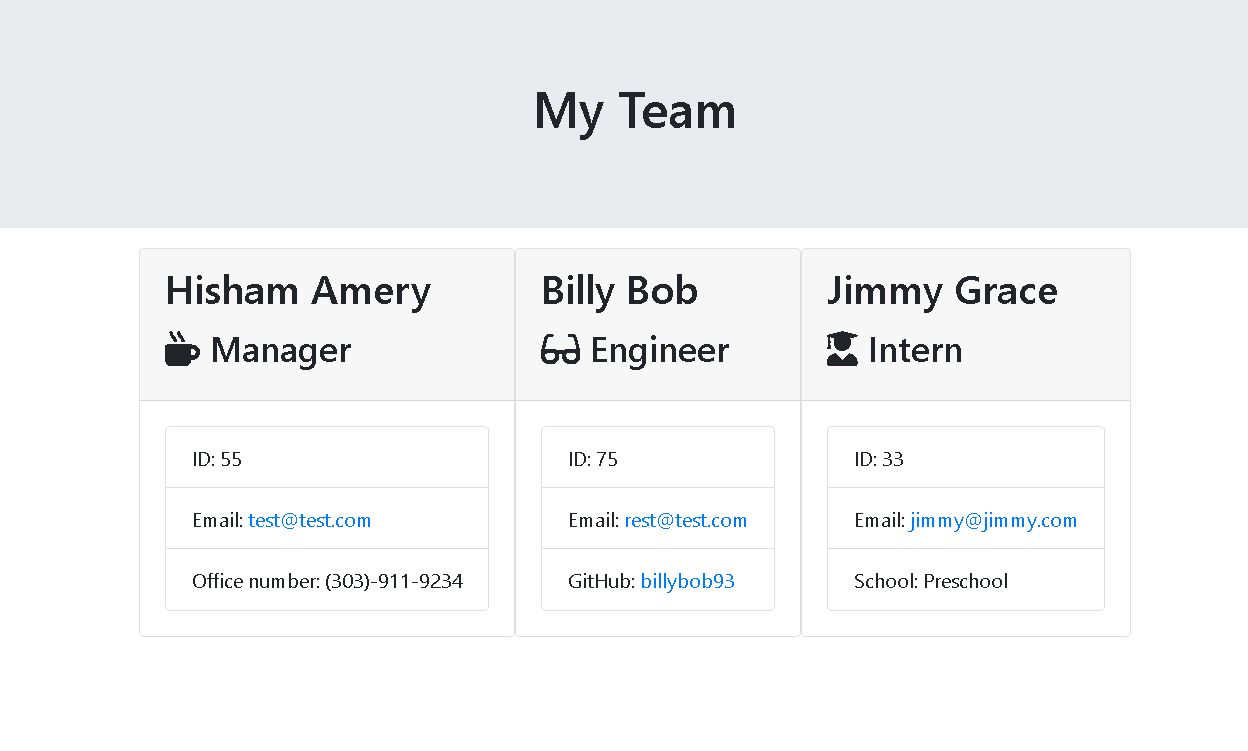 My Team
Hisham Amery
Manager
ID: 55
Email: test@test.com
Office number: (303)-911-9234
Billy Bob
Engineer
ID: 75
Email: rest@test.com
GitHub: billybob93
Jimmy Grace
Intern
ID: 33
Email: jimmy@jimmy.com
School: Preschool